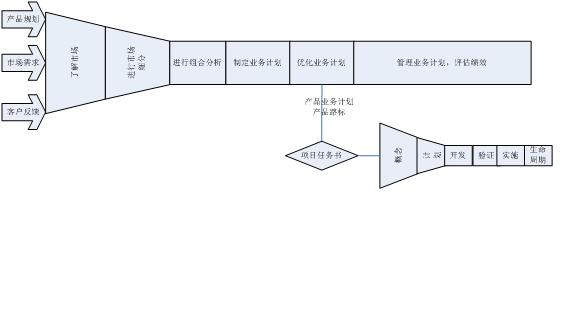 产品规划
市场需求
客户反馈
了解市场
进行市场
细分
进行组合分析
制定业务计划
优化业务计划
管理业务计划，评估绩效
产品业务计划
产品路标
项目任务书
概念
计划
开发
验证
实施
生命
周期